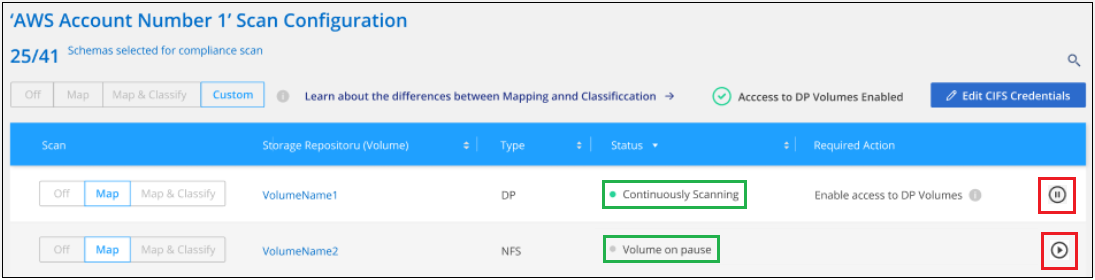 ‘AWS Account Number 1’ Scan Configuration
25/41 Schemas selected for compliance scan
Off Map Map & Classify Custom Learn about the differences between Mapping annd Classificcation → Acccess to DP Volumes Enabled Edit CIFS Credentials
Scan Storage Repositoru (Volume) Type Status Required Action
Off Map Map & Classify VolumeName1 DP Continuously Scanning Enable access to DP Volumes
Off Map Map & Classify VolumeName2 NFS Volume on pause